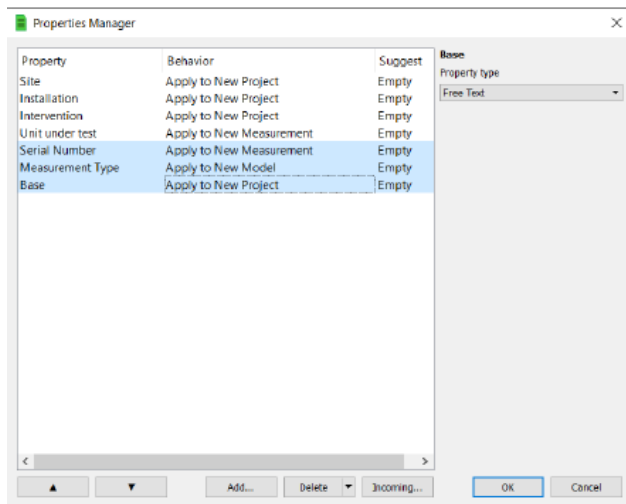 Properties Manager
Property Behavior Suggest
Site Apply to New Project Empty
Installation Apply to New Project Empty
Intervention Apply to New Project Empty
Unit under test Apply to New Measurement Empty
Serial Number Apply to New Measurement Empty
Measurement Type Apply to New Model Empty
Base Apply to New Project Empty
Base
Property type
Free Text
Add... Delete Incoming... OK Cancel